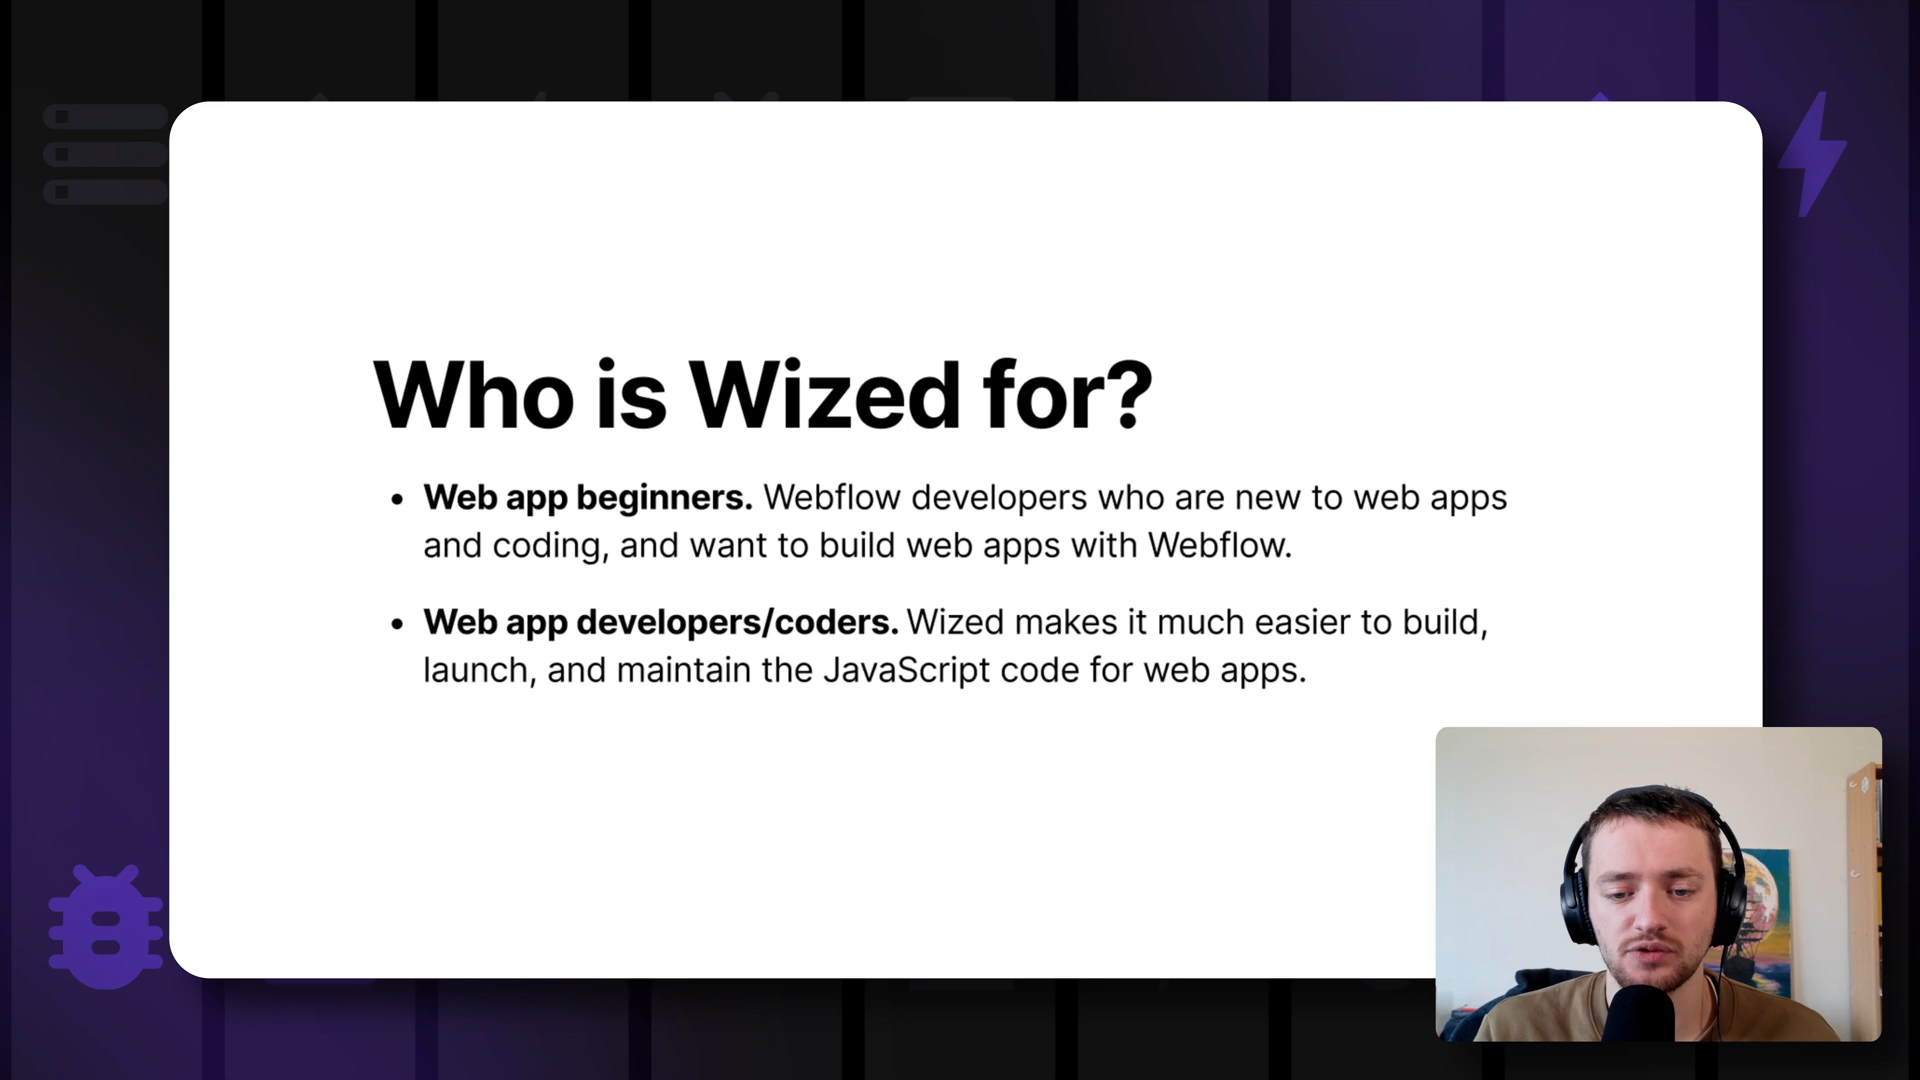 Who is Wized for?
• Web app beginners. Webflow developers who are new to web apps
and coding, and want to build web apps with Webflow.
• Web app developers/coders. Wized makes it much easier to build,
launch, and maintain the JavaScript code for web apps.